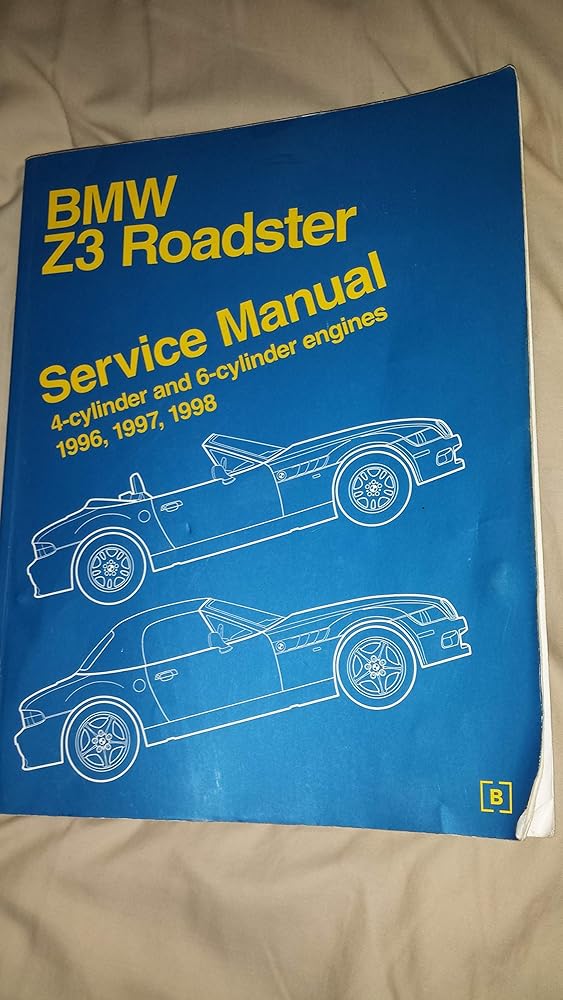 BMW
Z3 Roadster
Service Manual
4-cylinder and 6-cylinder engines
1996, 1997, 1998
[B]